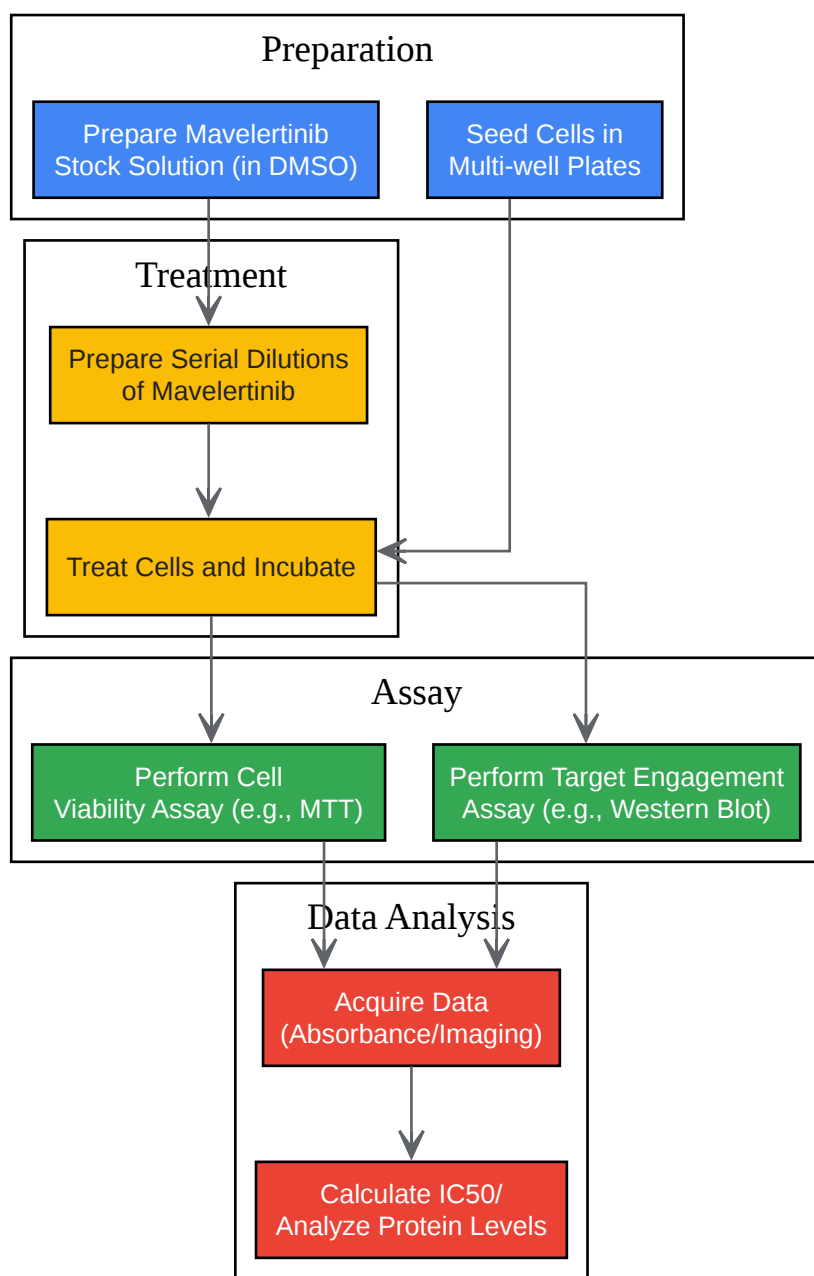 Preparation
Prepare Mavelertinib
Stock Solution (in DMSO)
Seed Cells in
Multi-well Plates
Treatment
Prepare Serial Dilutions
of Mavelertinib
Treat Cells and Incubate
Assay
Perform Cell
Viability Assay (e.g., MTT)
Perform Target Engagement
Assay (e.g., Western Blot)
Data Analysis
Acquire Data
(Absorbance/Imaging)
Calculate IC50/
Analyze Protein Levels